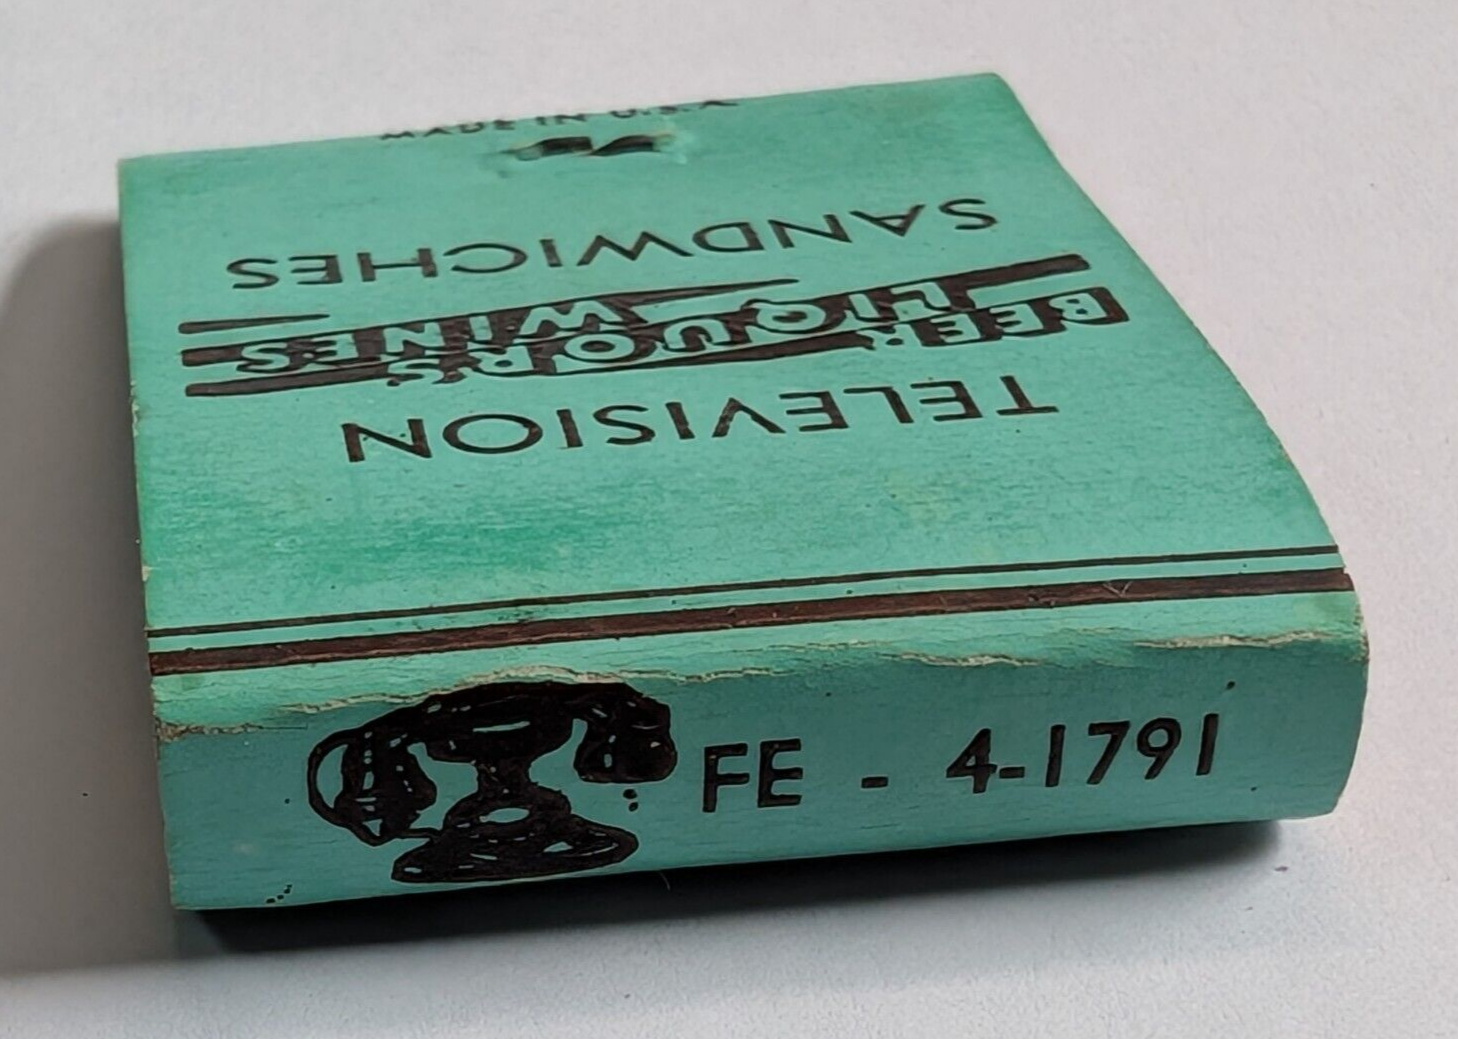 TELEVISION
BEER
LIQUORS
WINES
SANDWICHES
MADE IN U.S.A
FE - 4-1791